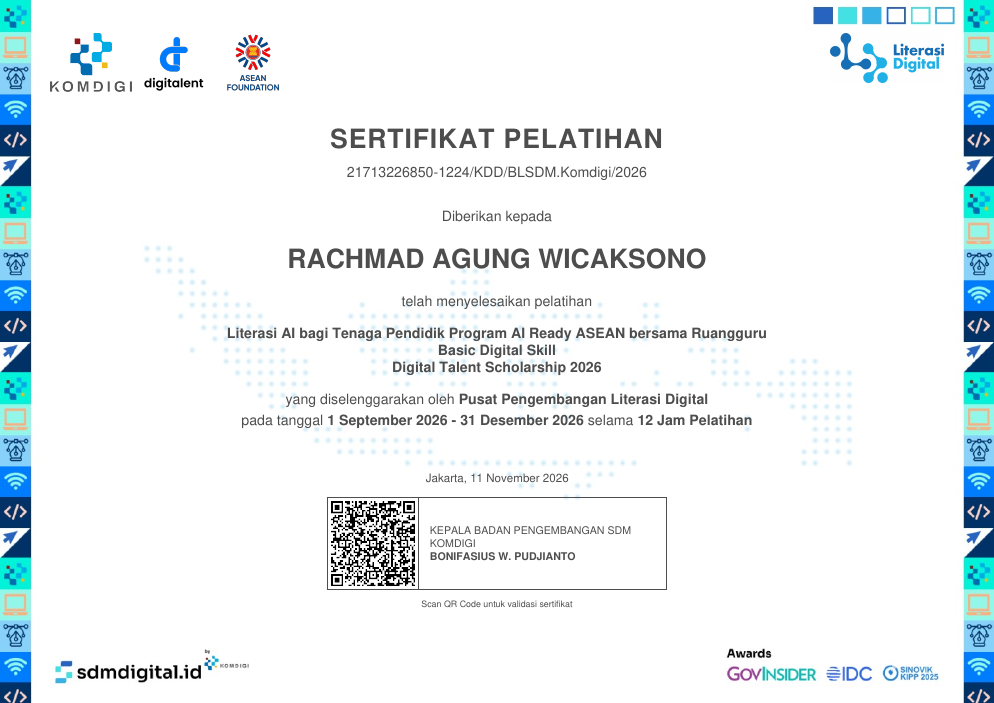 KOMDIGI
digitalent
ASEAN
FOUNDATION
Literasi
Digital
SERTIFIKAT PELATIHAN
21713226850-1224/KDD/BLSDM.Komdigi/2026
Diberikan kepada
RACHMAD AGUNG WICAKSONO
telah menyelesaikan pelatihan
Literasi AI bagi Tenaga Pendidik Program AI Ready ASEAN bersama Ruangguru
Basic Digital Skill
Digital Talent Scholarship 2026
yang diselenggarakan oleh Pusat Pengembangan Literasi Digital
pada tanggal 1 September 2026 - 31 Desember 2026 selama 12 Jam Pelatihan
Jakarta, 11 November 2026
KEPALA BADAN PENGEMBANGAN SDM
KOMDIGI
BONIFASIUS W. PUDJIANTO
Scan QR Code untuk validasi sertifikat
sdmdigital.id
by
KOMDIGI
Awards
GOVINSIDER
IDC
SINOVIK
KIPP 2025